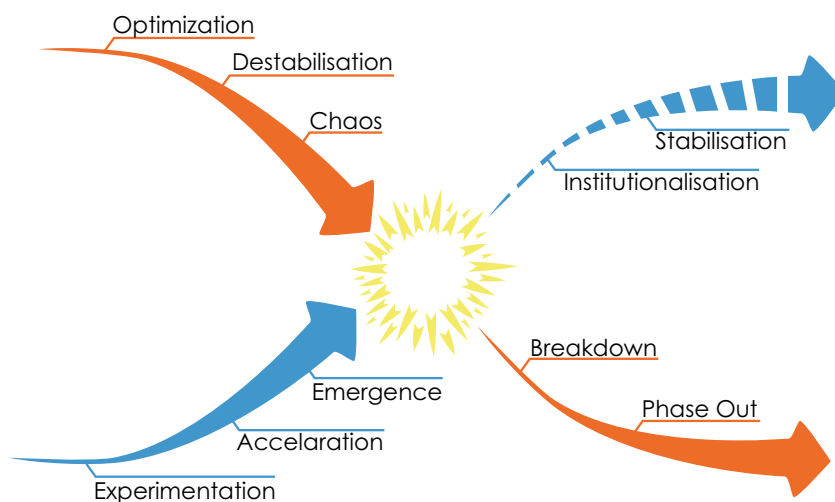 Optimization
Destabilisation
Chaos
Stabilisation
Institutionalisation
Breakdown
Emergence
Phase Out
Accelaration
Experimentation